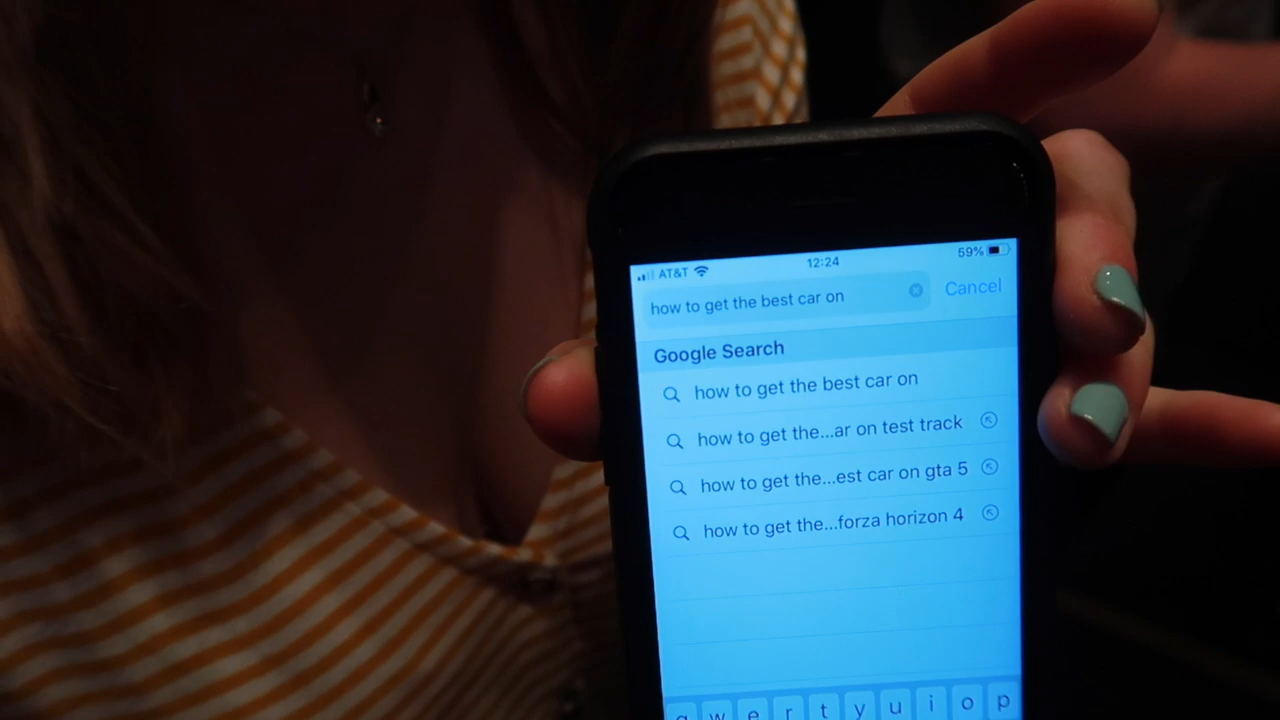 AT&T 12:24 59%
how to get the best car on Cancel
Google Search
how to get the best car on
how to get the...ar on test track
how to get the...est car on gta 5
how to get the...forza horizon 4
q w e r t y u i o p